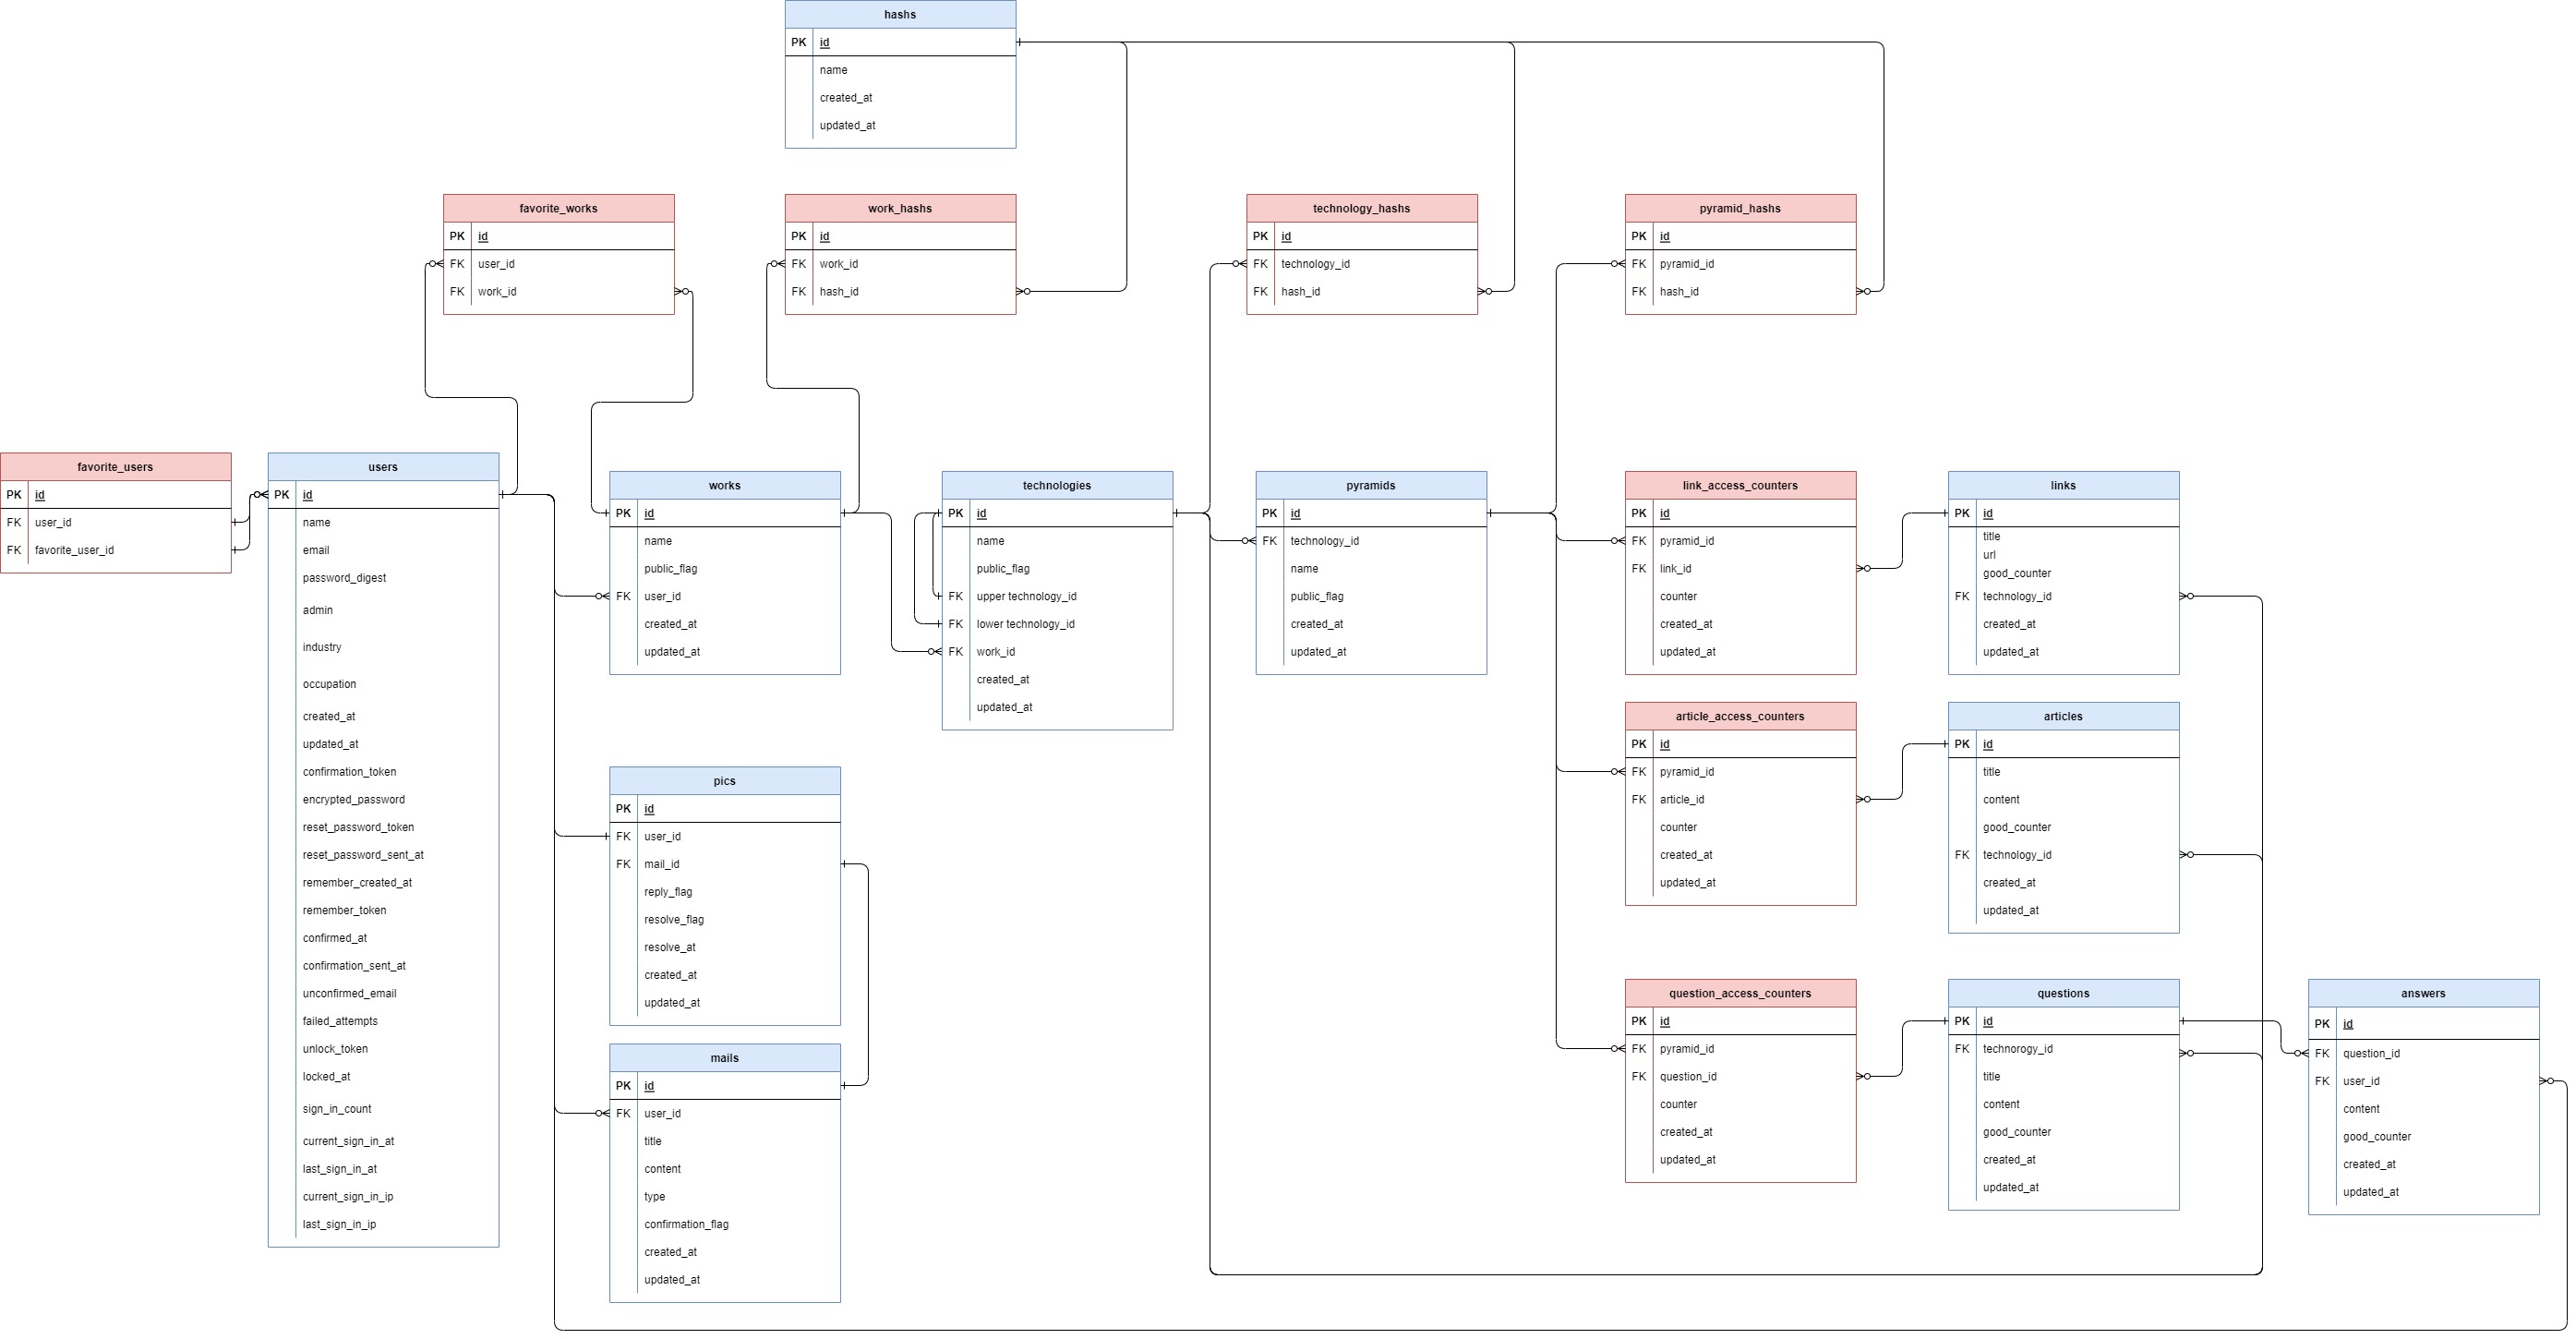 hashs
PK id
name
created_at
updated_at
favorite_works
PK id
FK user_id
FK work_id
work_hashs
PK id
FK work_id
FK hash_id
technology_hashs
PK id
FK technology_id
FK hash_id
pyramid_hashs
PK id
FK pyramid_id
FK hash_id
favorite_users
PK id
FK user_id
FK favorite_user_id
users
PK id
name
email
password_digest
admin
industry
occupation
created_at
updated_at
confirmation_token
encrypted_password
reset_password_token
reset_password_sent_at
remember_created_at
remember_token
confirmed_at
confirmation_sent_at
unconfirmed_email
failed_attempts
unlock_token
locked_at
sign_in_count
current_sign_in_at
last_sign_in_at
current_sign_in_ip
last_sign_in_ip
works
PK id
name
public_flag
FK user_id
created_at
updated_at
pics
PK id
FK user_id
FK mail_id
reply_flag
resolve_flag
resolve_at
created_at
updated_at
mails
PK id
FK user_id
title
content
type
confirmation_flag
created_at
updated_at
technologies
PK id
name
public_flag
FK upper technology_id
FK lower technology_id
FK work_id
created_at
updated_at
pyramids
PK id
FK technology_id
name
public_flag
created_at
updated_at
link_access_counters
PK id
FK pyramid_id
FK link_id
counter
created_at
updated_at
links
PK id
title
url
good_counter
FK technology_id
created_at
updated_at
article_access_counters
PK id
FK pyramid_id
FK article_id
counter
created_at
updated_at
articles
PK id
title
content
good_counter
FK technology_id
created_at
updated_at
question_access_counters
PK id
FK pyramid_id
FK question_id
counter
created_at
updated_at
questions
PK id
FK technorogy_id
title
content
good_counter
created_at
updated_at
answers
PK id
FK question_id
FK user_id
content
good_counter
created_at
updated_at